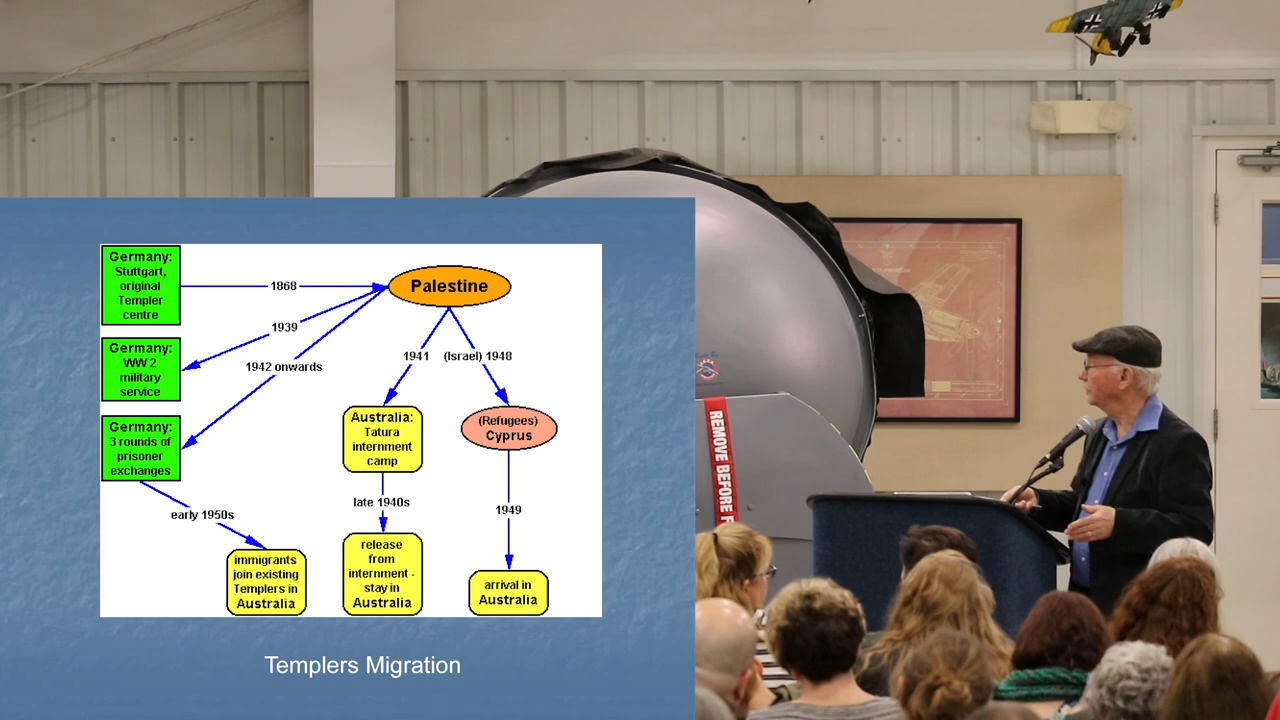 Germany:
Stuttgart,
original
Templer
centre
1868
Palestine
1939
Germany:
WW 2
military
service
1942 onwards
1941
(Israel) 1948
Germany:
3 rounds of
prisoner
exchanges
Australia:
Tatura
internment
camp
(Refugees)
Cyprus
early 1950s
late 1940s
1949
immigrants
join existing
Templers in
Australia
release
from
internment -
stay in
Australia
arrival in
Australia
Templers Migration
REMOVE BEFORE F